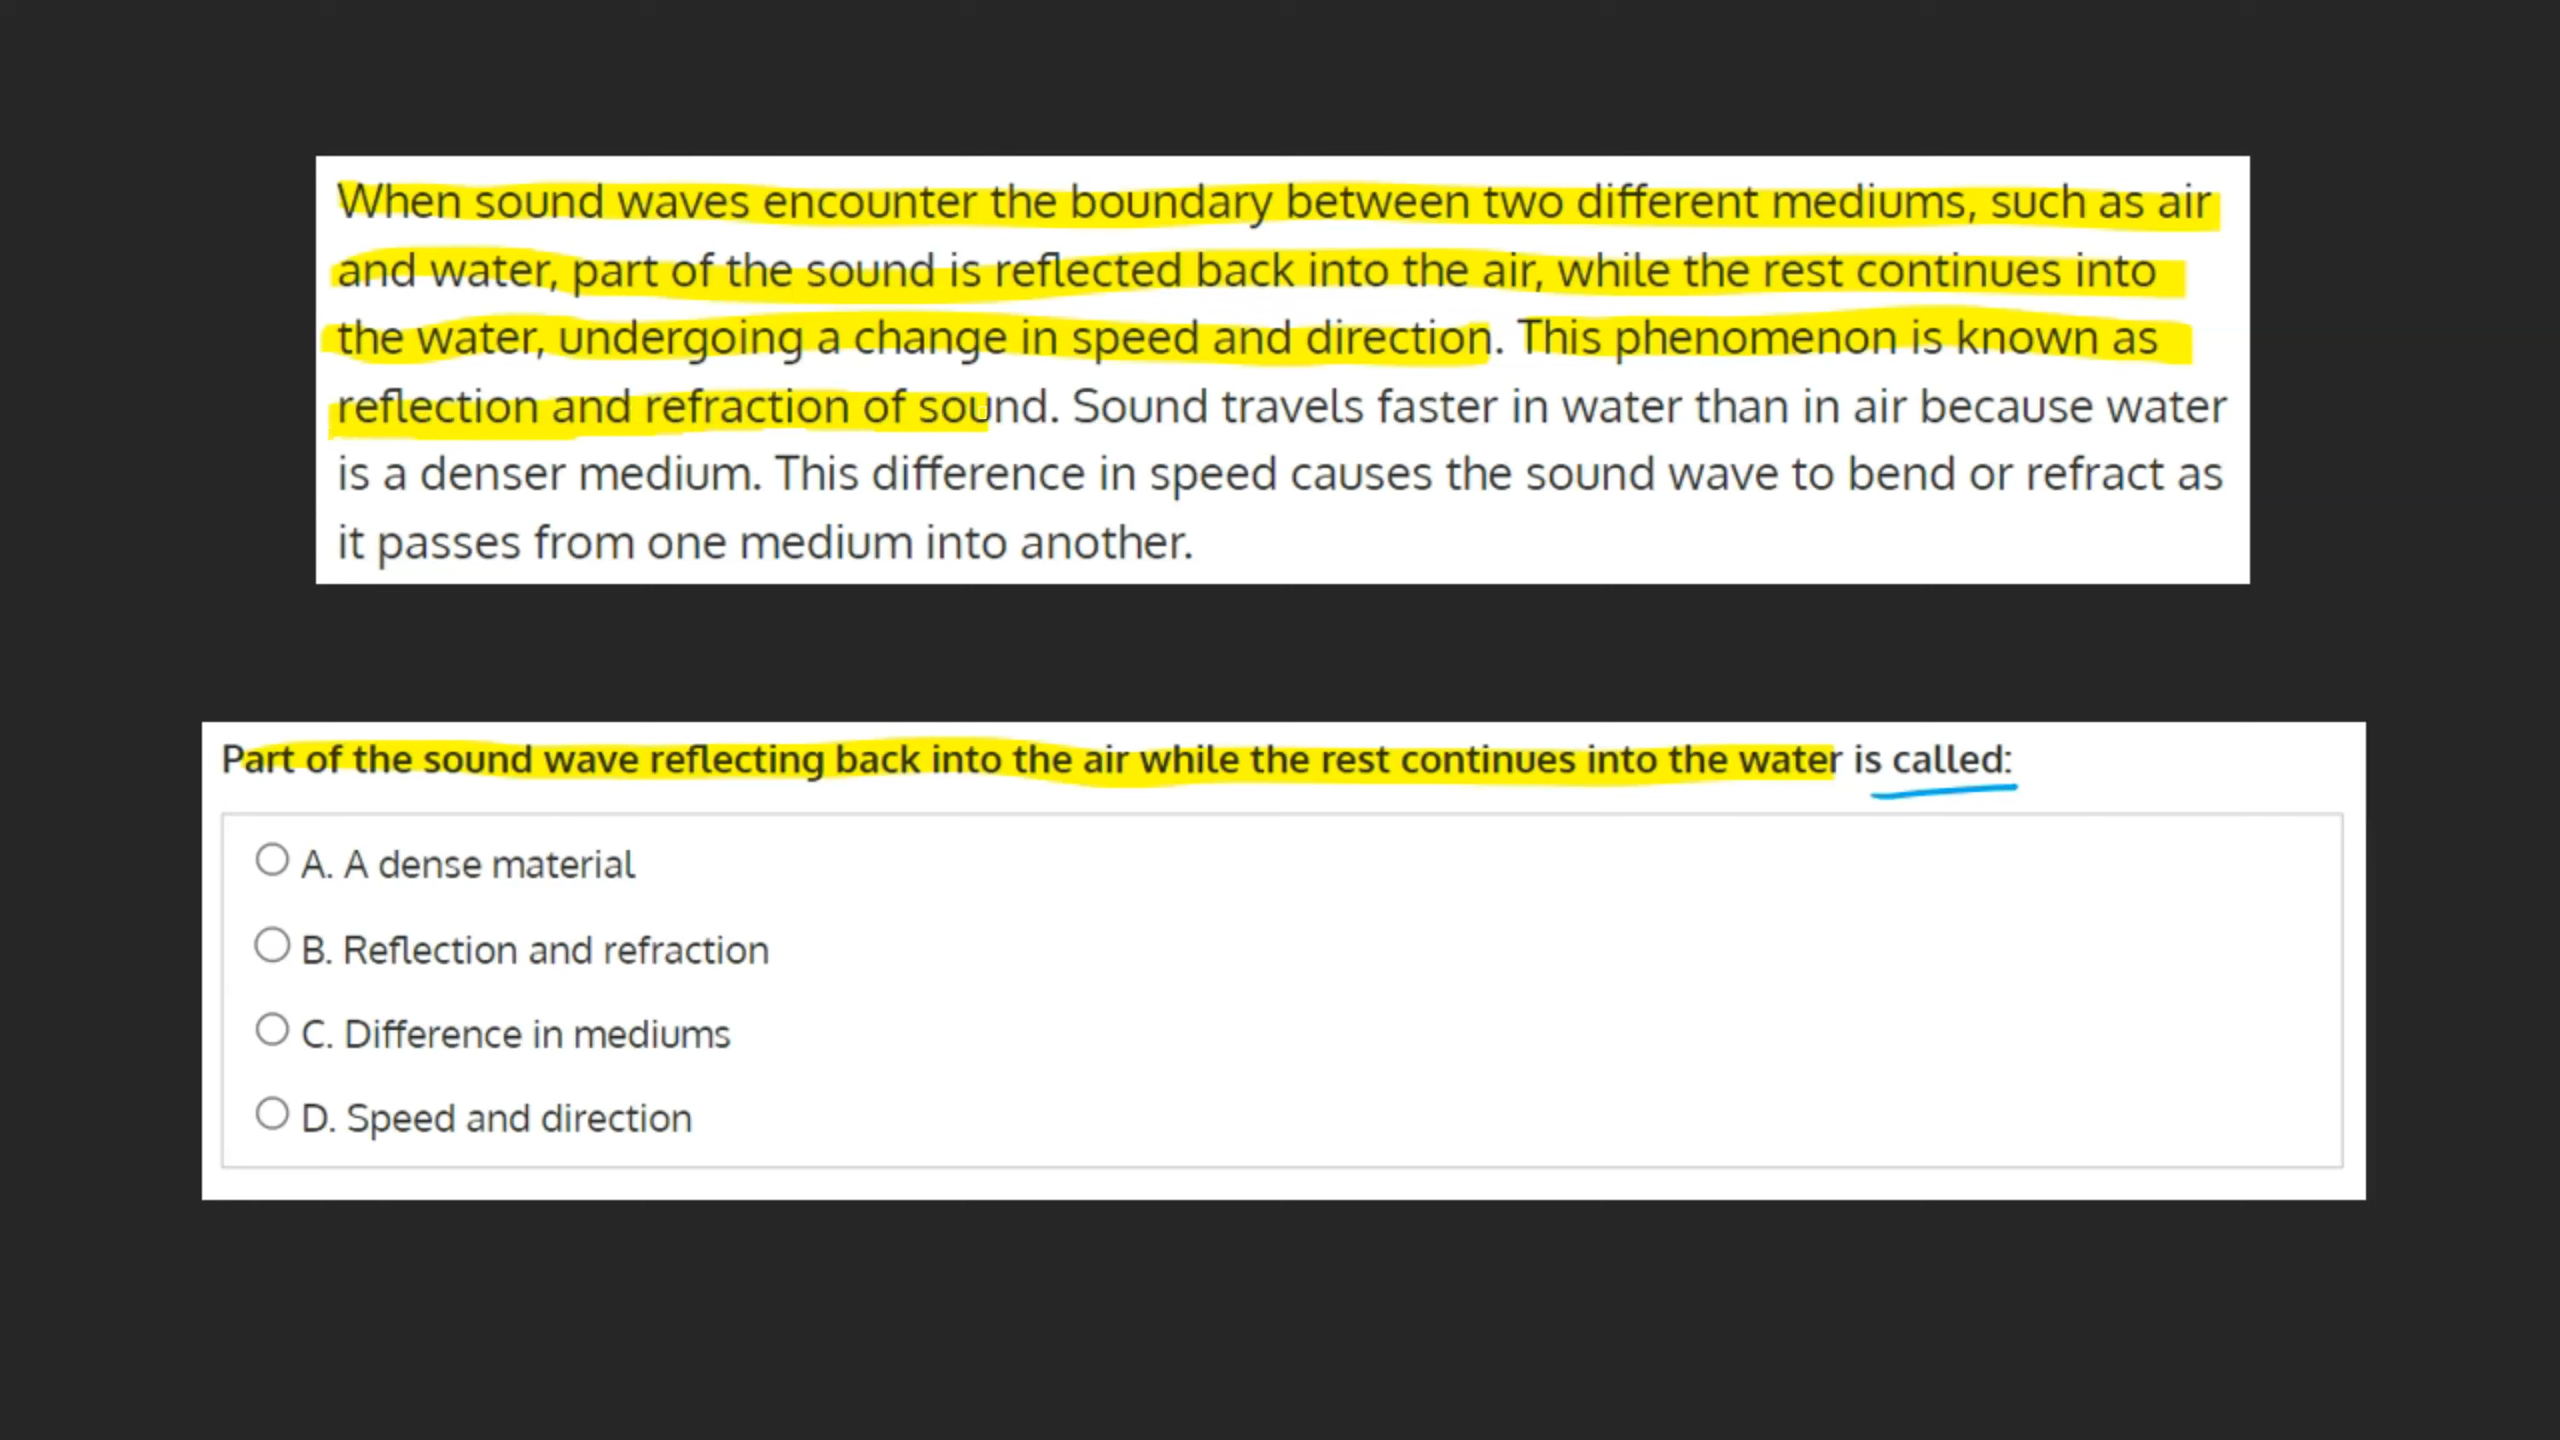 When sound waves encounter the boundary between two different mediums, such as air
and water, part of the sound is reflected back into the air, while the rest continues into
the water, undergoing a change in speed and direction. This phenomenon is known as
reflection and refraction of sound. Sound travels faster in water than in air because water
is a denser medium. This difference in speed causes the sound wave to bend or refract as
it passes from one medium into another.
Part of the sound wave reflecting back into the air while the rest continues into the water is called:
A. A dense material
B. Reflection and refraction
C. Difference in mediums
D. Speed and direction